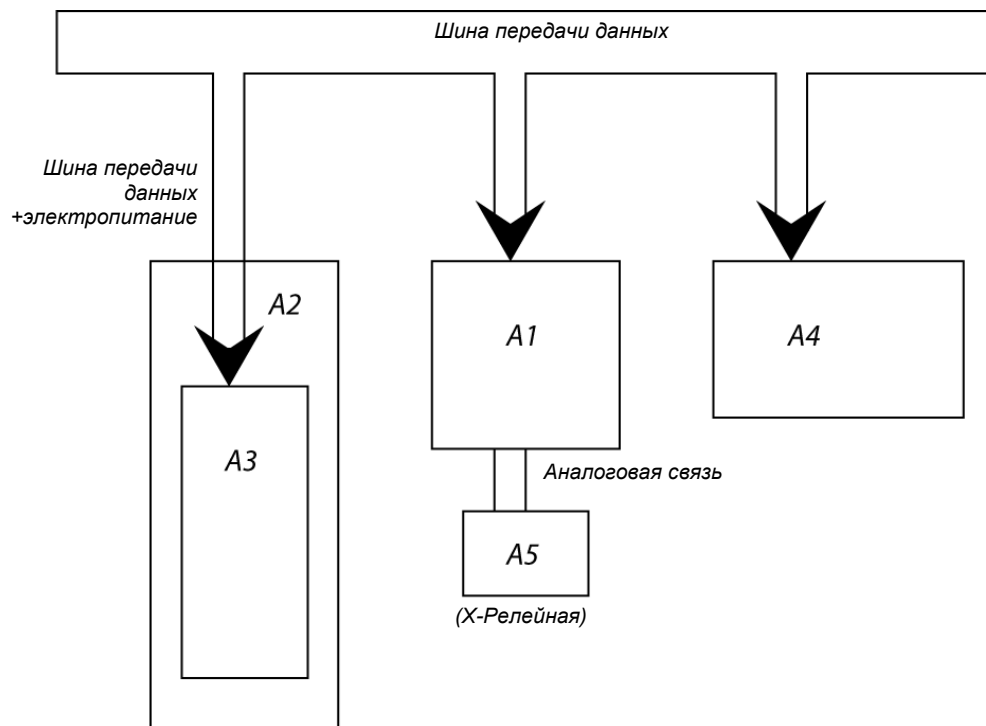 Шина передачи данных
Шина передачи
данных
+электропитание
A2
A1
A4
A3
Аналоговая связь
A5
(X-Релейная)